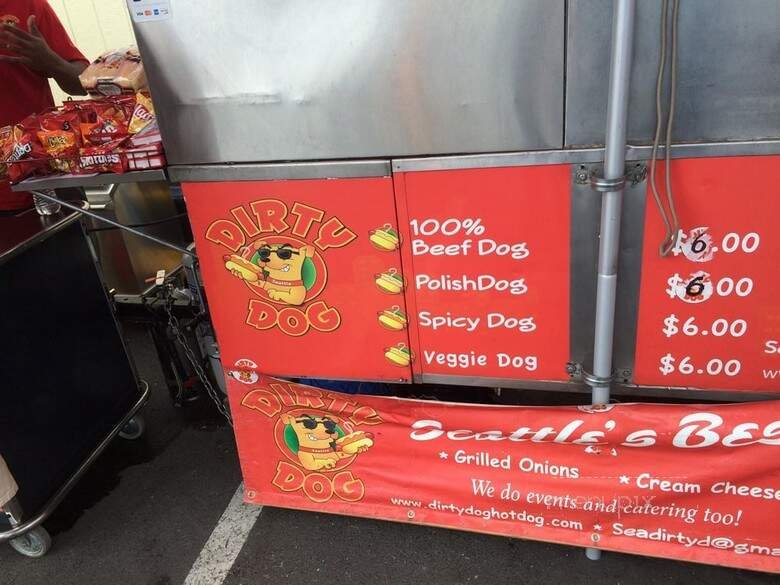 DIRTY
DOG
Seattle
100%
Beef Dog
PolishDog
Spicy Dog
Veggie Dog
$6.00
$6.00
$6.00
$6.00
DIRTY
DOG
Seattle's BES
* Grilled Onions
* Cream Cheese
We do events and catering too!
www.dirtydoghotdog.com * Seadirtyd@gma